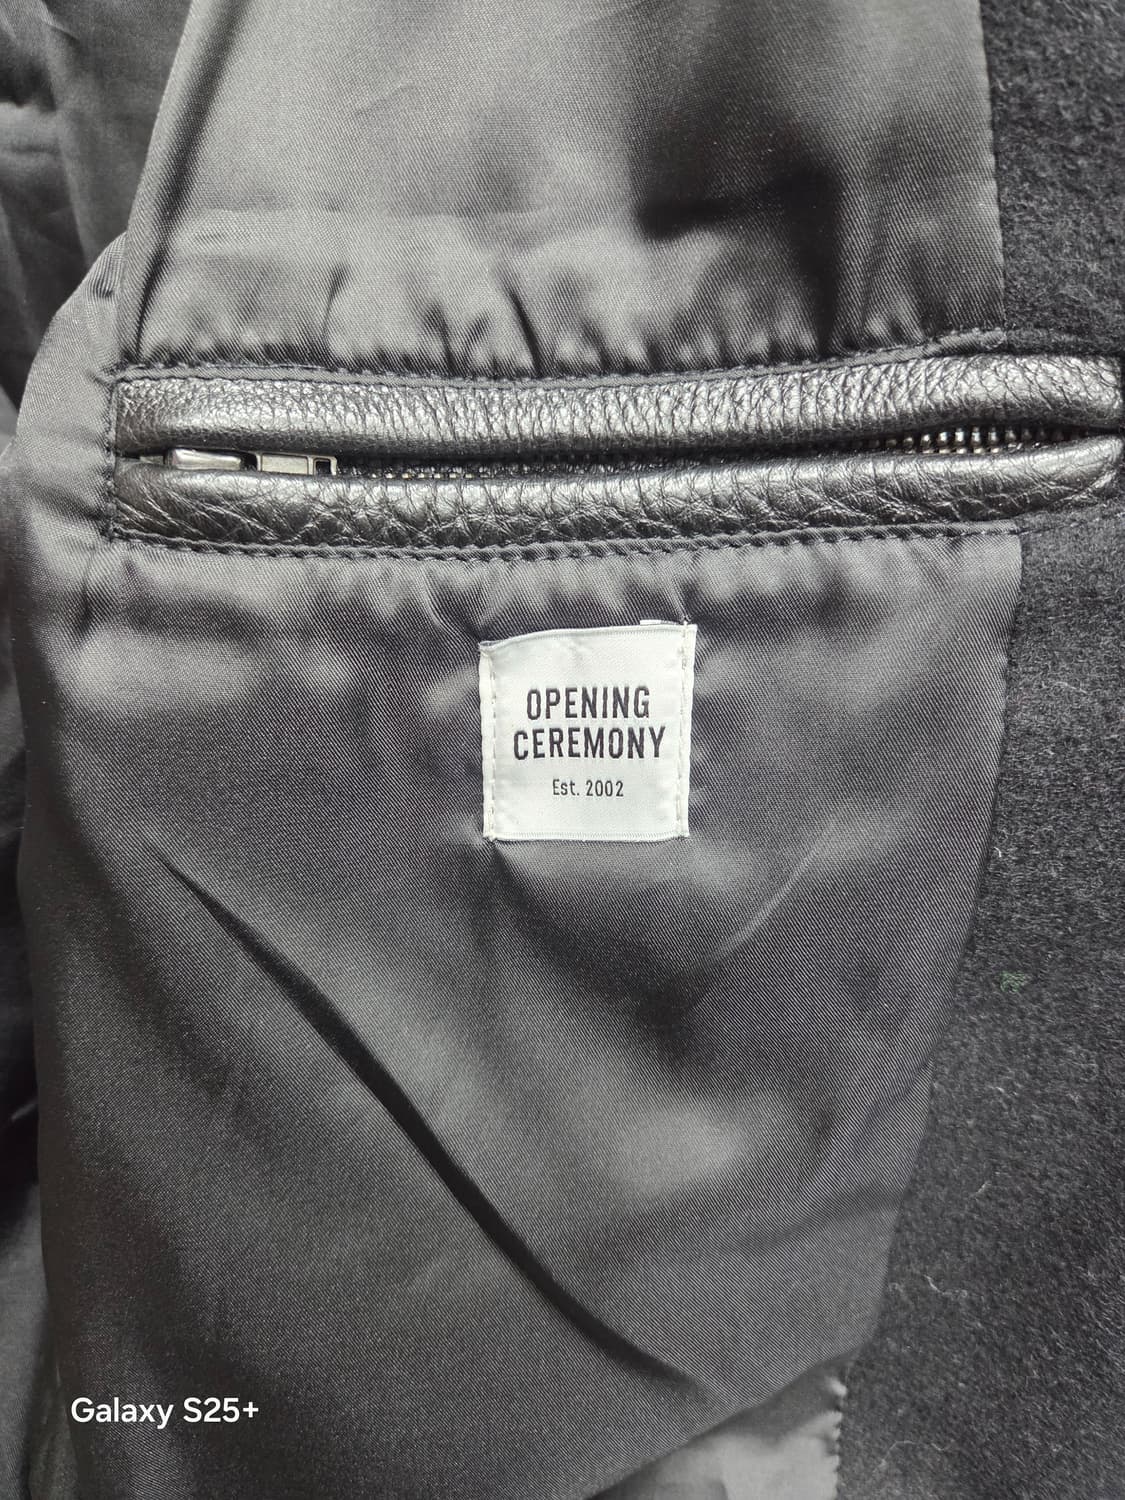 OPENING
CEREMONY
Est. 2002
Galaxy S25+